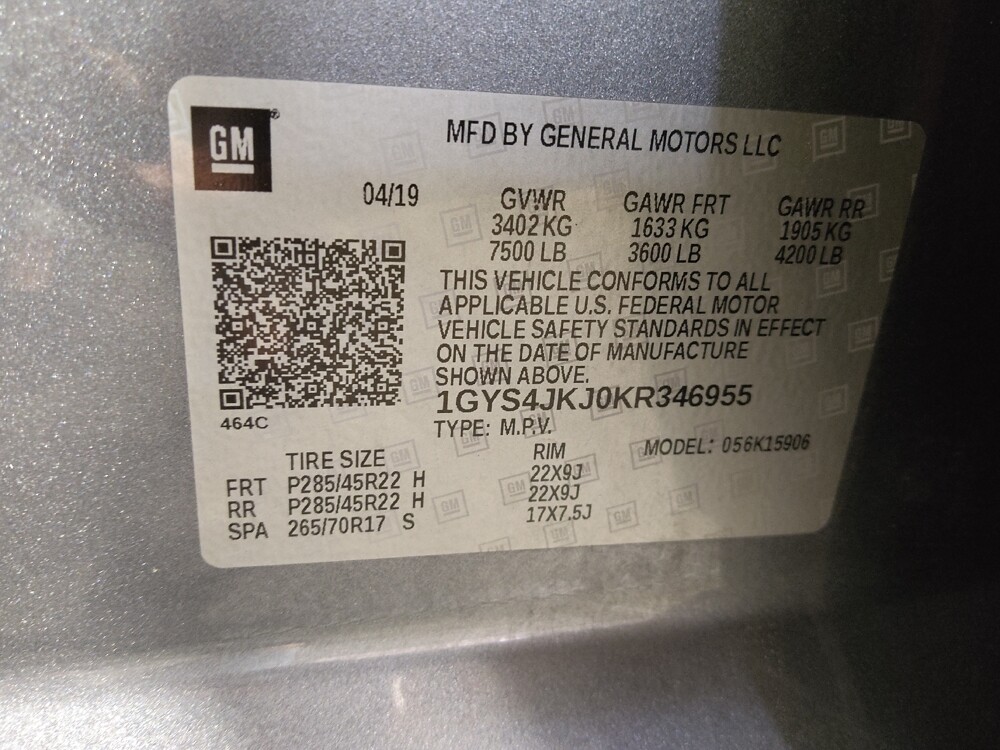 GM
MFD BY GENERAL MOTORS LLC
04/19
GVWR GAWR FRT GAWR RR
3402 KG 1633 KG 1905 KG
7500 LB 3600 LB 4200 LB
THIS VEHICLE CONFORMS TO ALL
APPLICABLE U.S. FEDERAL MOTOR
VEHICLE SAFETY STANDARDS IN EFFECT
ON THE DATE OF MANUFACTURE
SHOWN ABOVE.
1GYS4JKJ0KR346955
464C
TYPE: M.P.V. MODEL: 056K15906
TIRE SIZE RIM
FRT P285/45R22 H 22X9J
RR P285/45R22 H 22X9J
SPA 265/70R17 S 17X7.5J